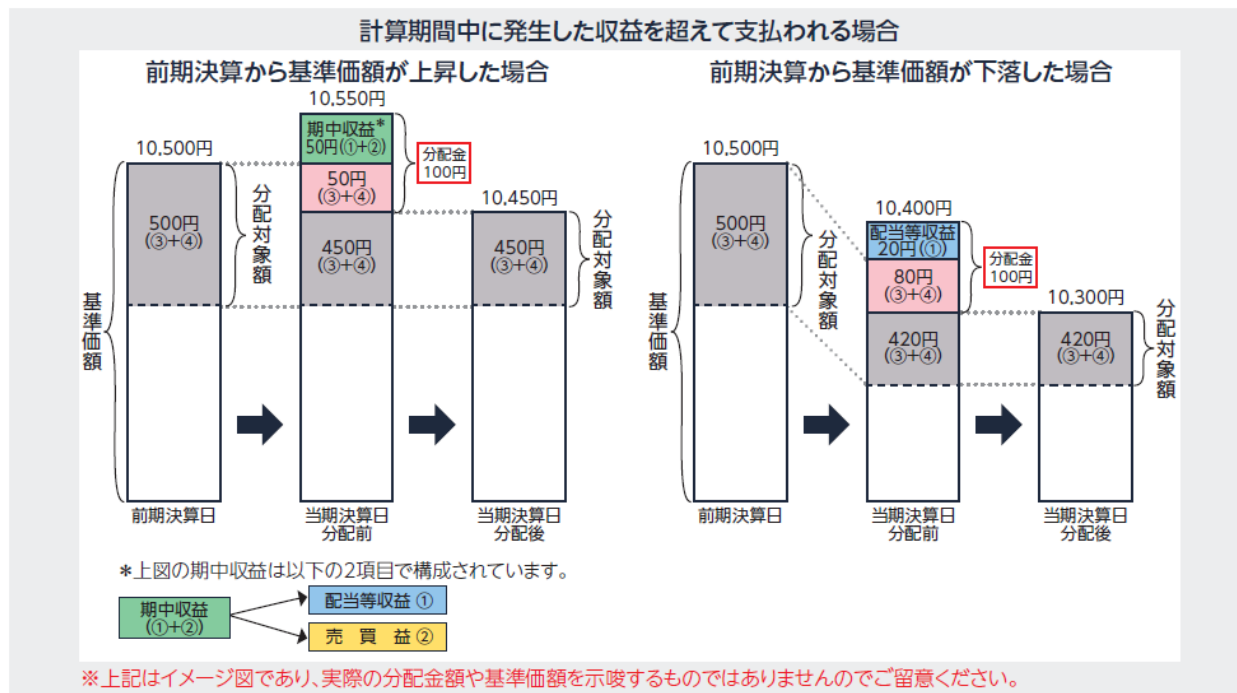 計算期間中に発生した収益を超えて支払われる場合
前期決算から基準価額が上昇した場合
10,500円
10,550円
期中収益*
50円(①+②)
分配金
100円
50円
(③+④)
10,450円
500円
(③+④)
分配対象額
450円
(③+④)
450円
(③+④)
分配対象額
基準価額
前期決算日
当期決算日
分配前
当期決算日
分配後
前期決算から基準価額が下落した場合
10,500円
10,400円
配当等収益
20円(①)
分配金
100円
500円
(③+④)
分配対象額
80円
(③+④)
10,300円
420円
(③+④)
420円
(③+④)
分配対象額
基準価額
前期決算日
当期決算日
分配前
当期決算日
分配後
*上図の期中収益は以下の2項目で構成されています。
期中収益
(①+②)
配当等収益 ①
売 買 益 ②
※上記はイメージ図であり、実際の分配金額や基準価額を示唆するものではありませんのでご留意ください。